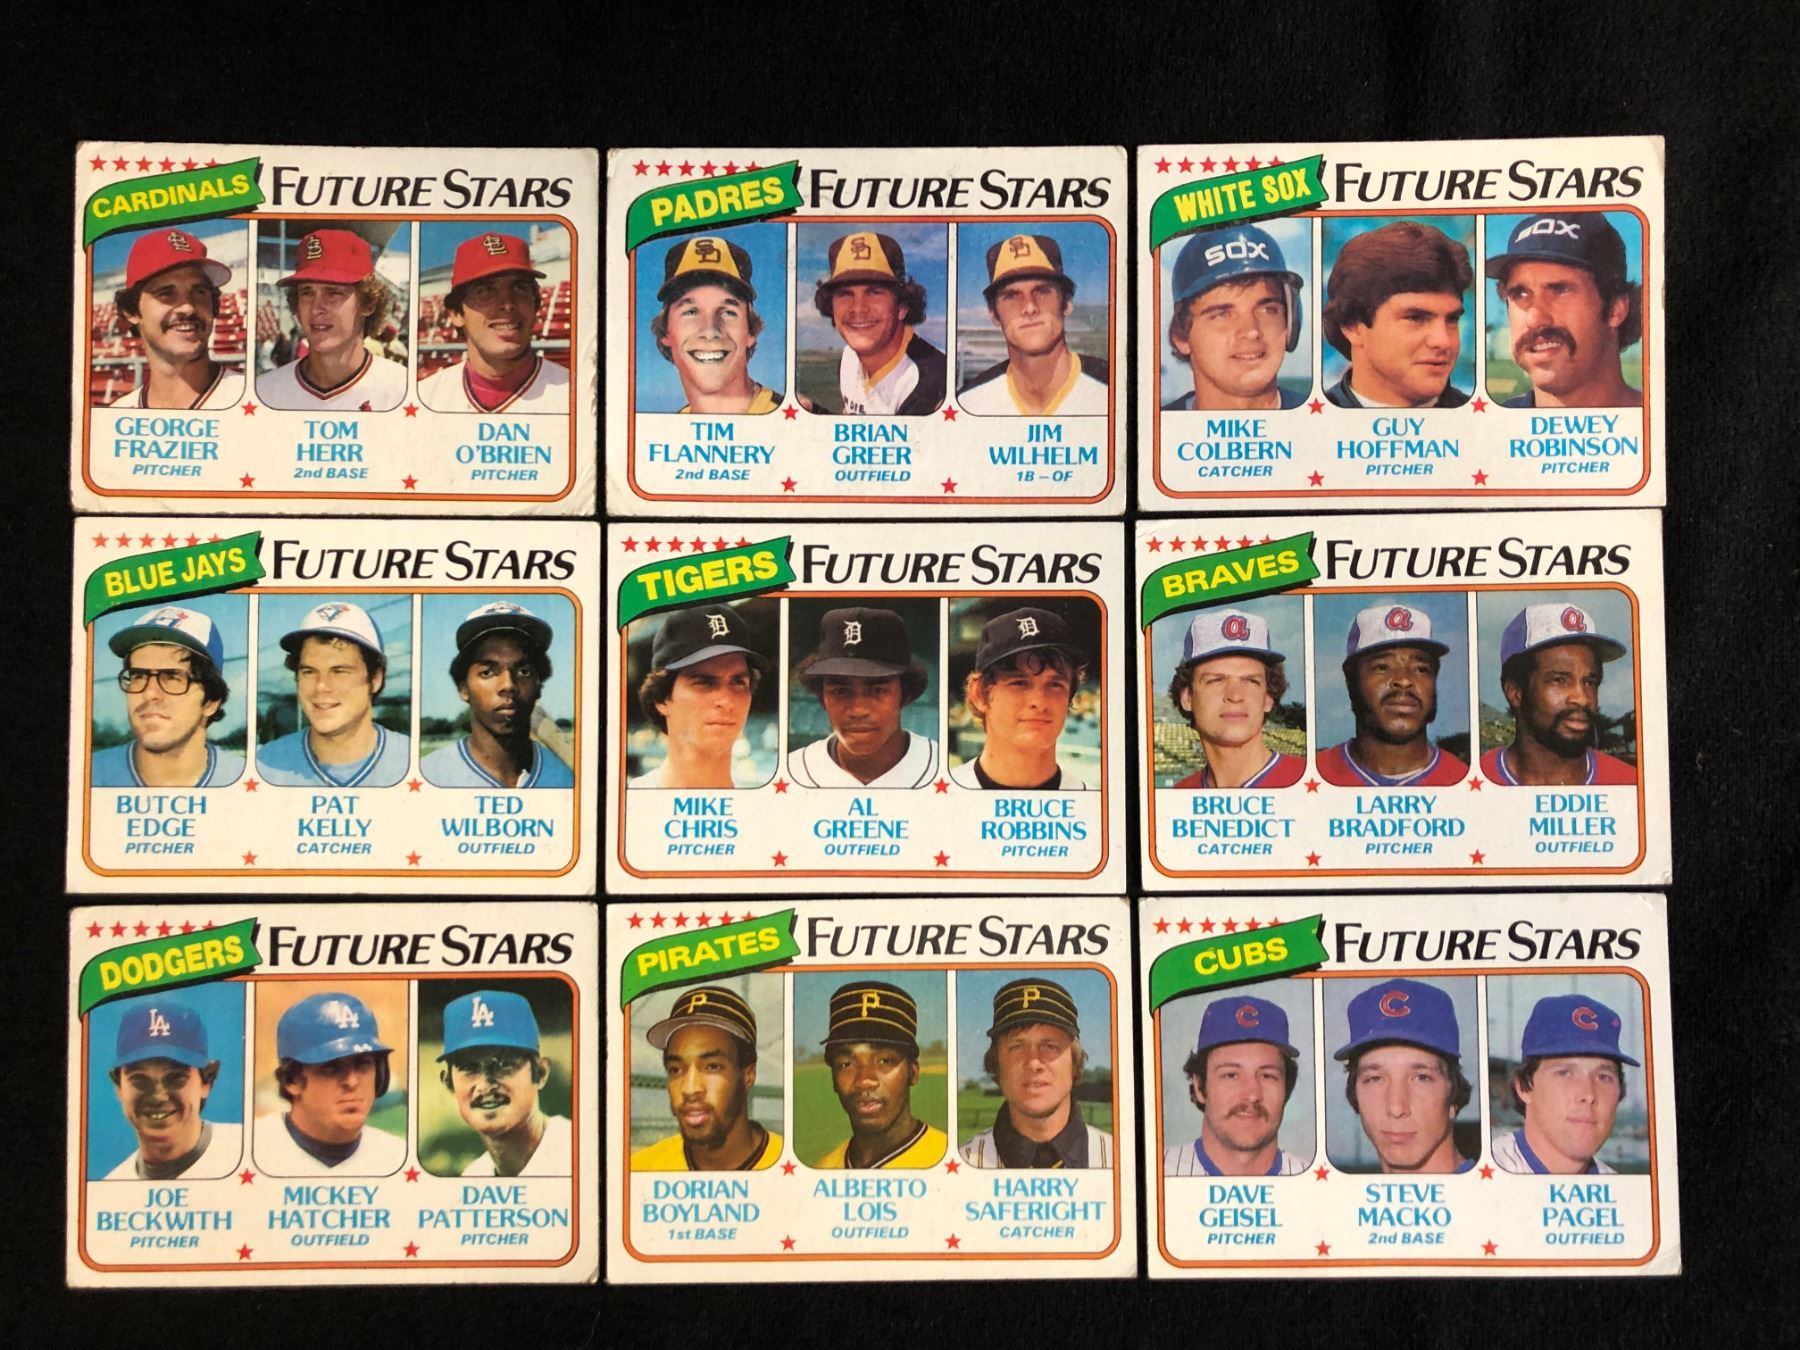 CARDINALS FUTURE STARS
GEORGE FRAZIER
PITCHER
TOM HERR
2nd BASE
DAN O'BRIEN
PITCHER
PADRES FUTURE STARS
TIM FLANNERY
2nd BASE
BRIAN GREER
OUTFIELD
JIM WILHELM
1B - OF
WHITE SOX FUTURE STARS
SOX
SOX
MIKE COLBERN
CATCHER
GUY HOFFMAN
PITCHER
DEWEY ROBINSON
PITCHER
BLUE JAYS FUTURE STARS
BUTCH EDGE
PITCHER
PAT KELLY
CATCHER
TED WILBORN
OUTFIELD
TIGERS FUTURE STARS
D
D
D
MIKE CHRIS
PITCHER
AL GREENE
OUTFIELD
BRUCE ROBBINS
PITCHER
BRAVES FUTURE STARS
a
a
a
BRUCE BENEDICT
CATCHER
LARRY BRADFORD
PITCHER
EDDIE MILLER
OUTFIELD
DODGERS FUTURE STARS
LA
LA
LA
JOE BECKWITH
PITCHER
MICKEY HATCHER
OUTFIELD
DAVE PATTERSON
PITCHER
PIRATES FUTURE STARS
P
P
P
DORIAN BOYLAND
1st BASE
ALBERTO LOIS
OUTFIELD
HARRY SAFERIGHT
CATCHER
CUBS FUTURE STARS
C
C
C
DAVE GEISEL
PITCHER
STEVE MACKO
2nd BASE
KARL PAGEL
OUTFIELD